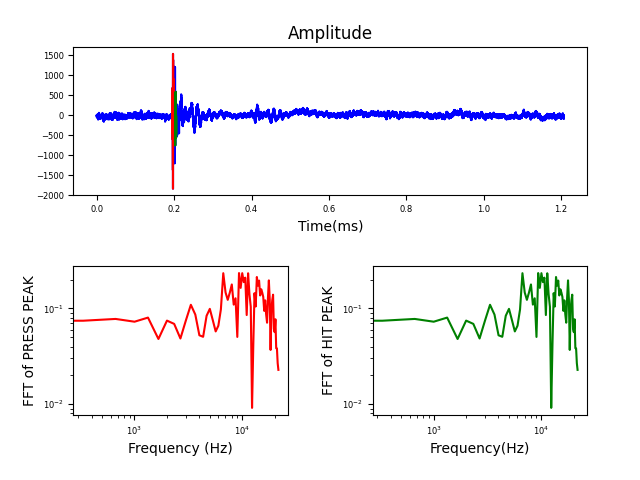 Amplitude
1500
1000
500
0
−500
−1000
−1500
−2000
0.0 0.2 0.4 0.6 0.8 1.0 1.2
Time(ms)
FFT of PRESS PEAK
10⁻¹
10⁻²
10³ 10⁴
Frequency (Hz)
FFT of HIT PEAK
10⁻¹
10⁻²
10³ 10⁴
Frequency(Hz)